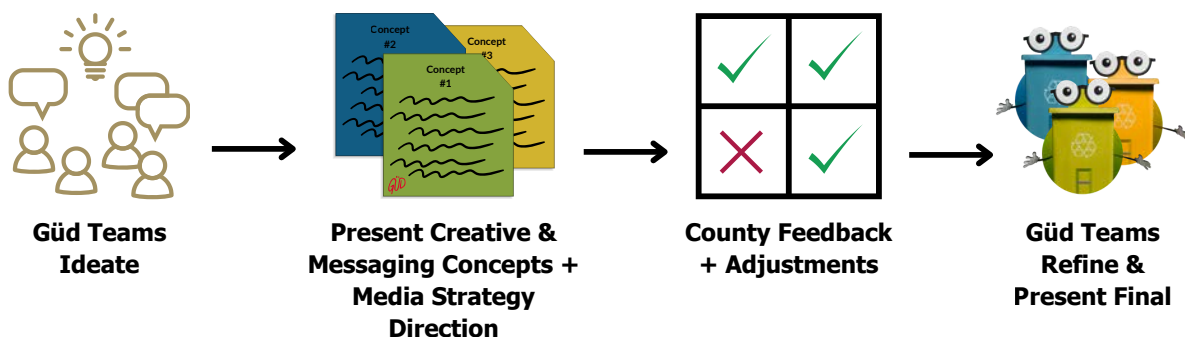 Concept
#2
Concept
#3
Concept
#1
GÜD
Güd Teams
Ideate
Present Creative &
Messaging Concepts +
Media Strategy
Direction
County Feedback
+ Adjustments
Güd Teams
Refine &
Present Final